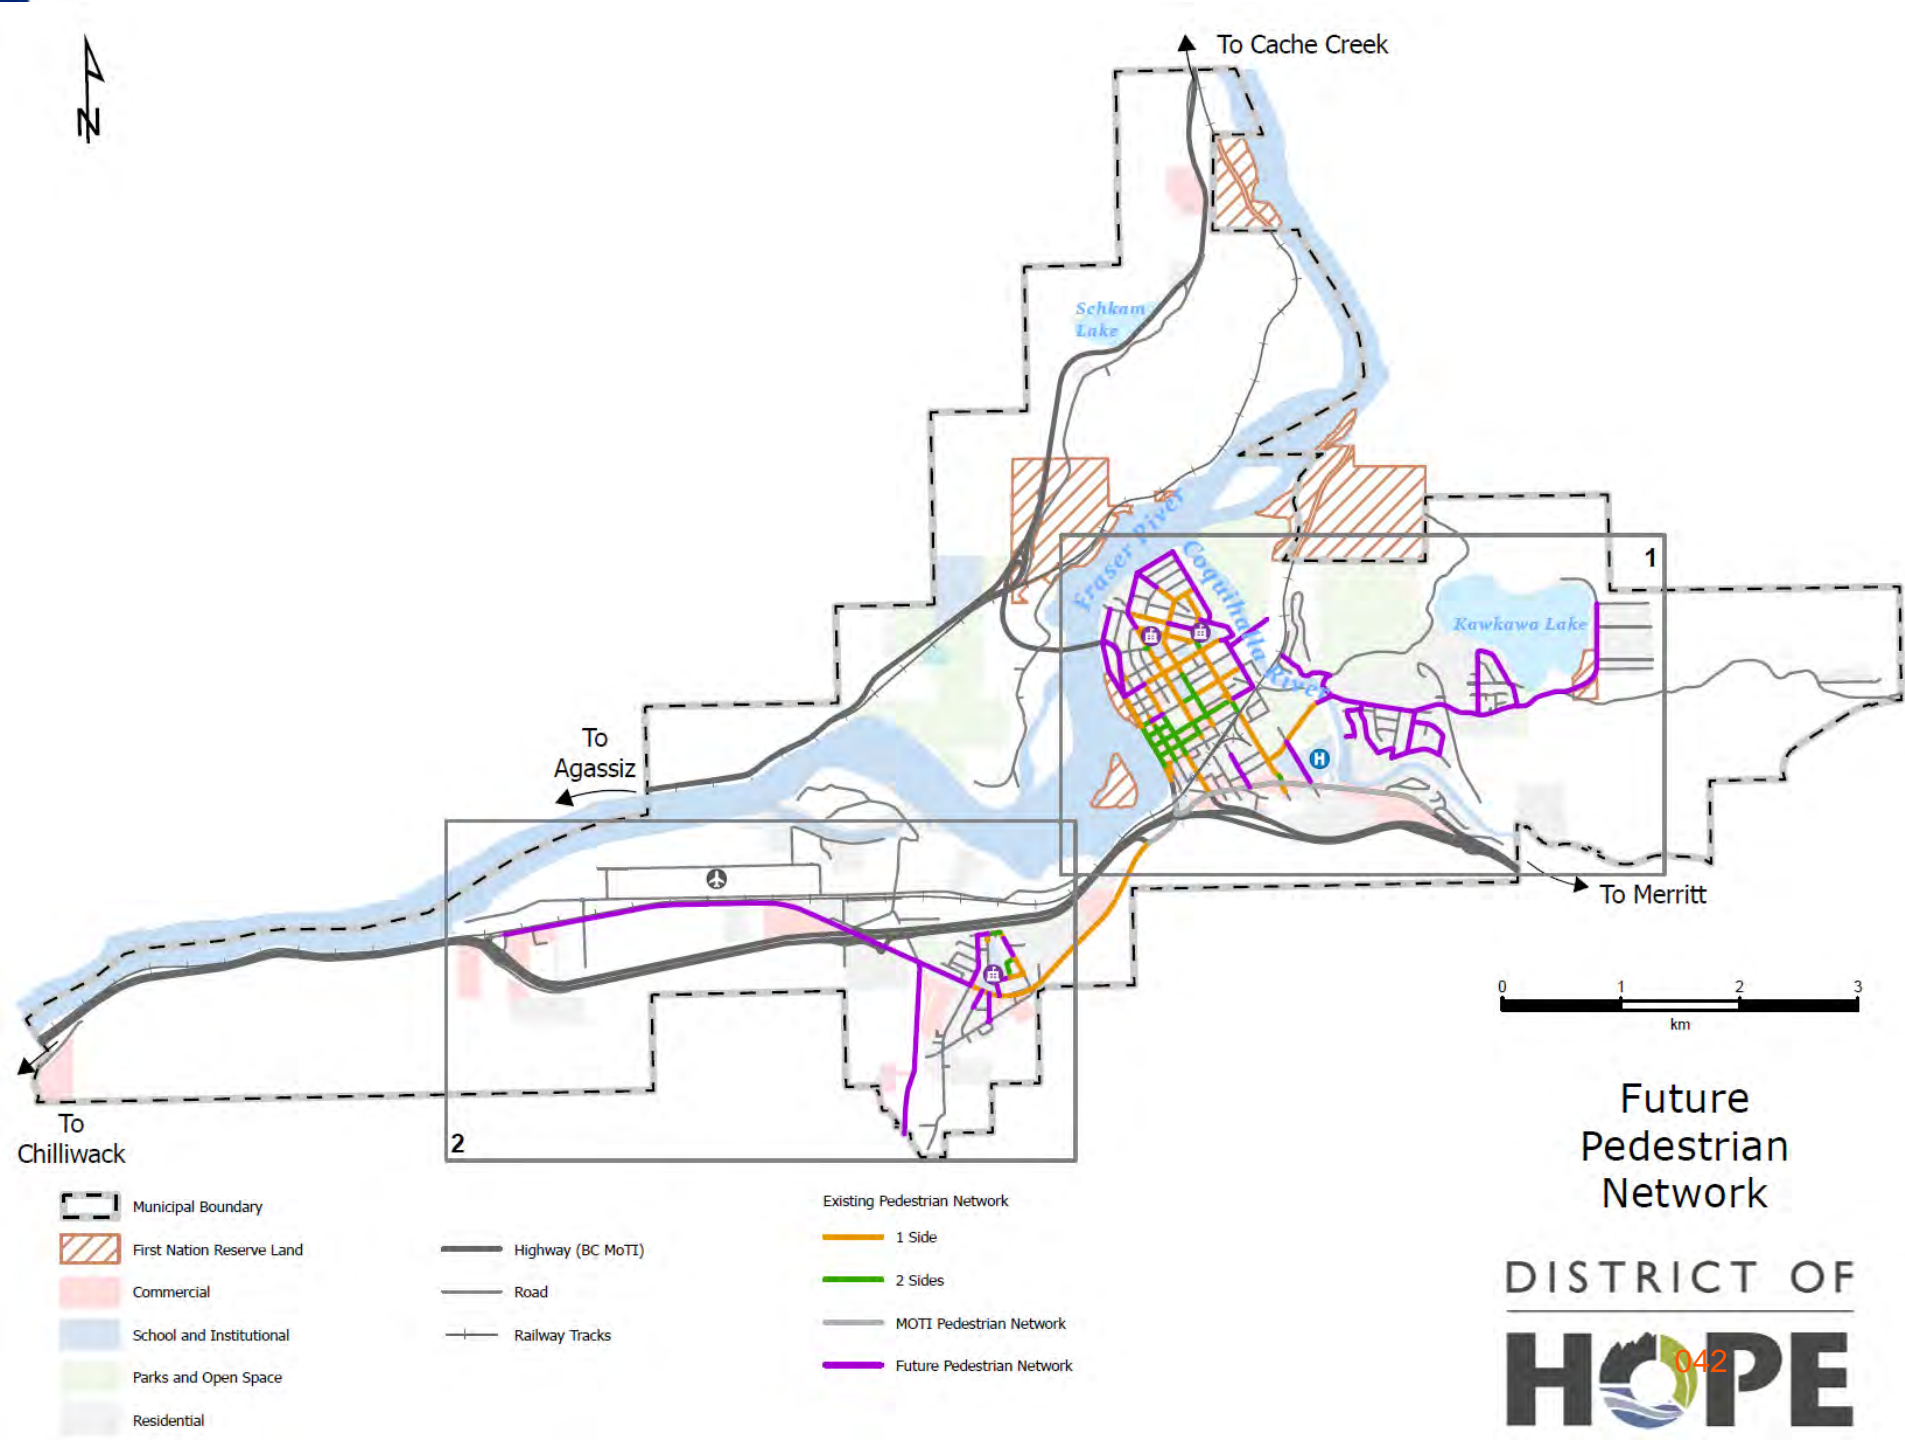 To Cache Creek
N
Schkam
Lake
Fraser River
Coquihalla River
1
Kawkawa Lake
To
Agassiz
H
To Merritt
2
To
Chilliwack
0 1 2 3
km
Future
Pedestrian
Network
Municipal Boundary
First Nation Reserve Land
Commercial
School and Institutional
Parks and Open Space
Residential
Highway (BC MoTI)
Road
Railway Tracks
Existing Pedestrian Network
1 Side
2 Sides
MOTI Pedestrian Network
Future Pedestrian Network
DISTRICT OF
HOPE
042